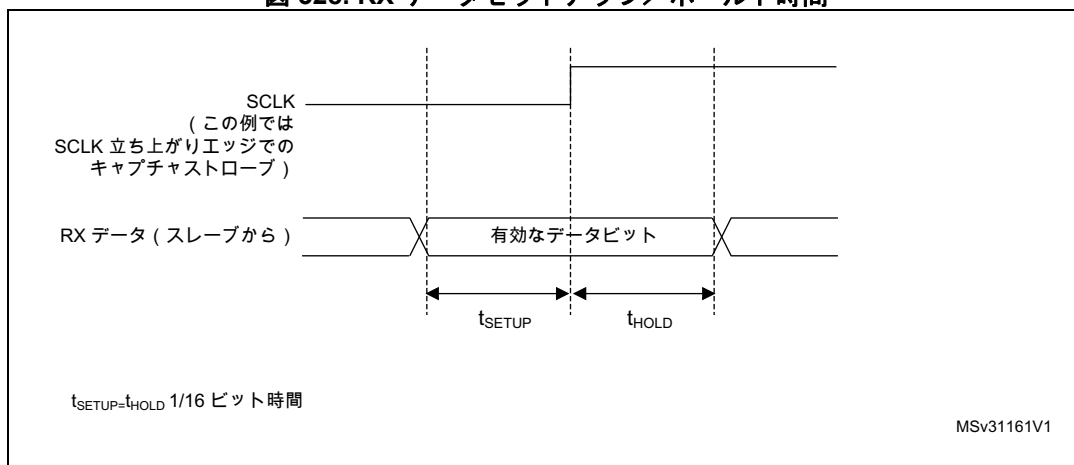 SCLK
(この例では
SCLK 立ち上がりエッジでの
キャプチャストローブ)
RX データ(スレーブから)
有効なデータビット
tSETUP
tHOLD
tSETUP=tHOLD 1/16 ビット時間
MSv31161V1